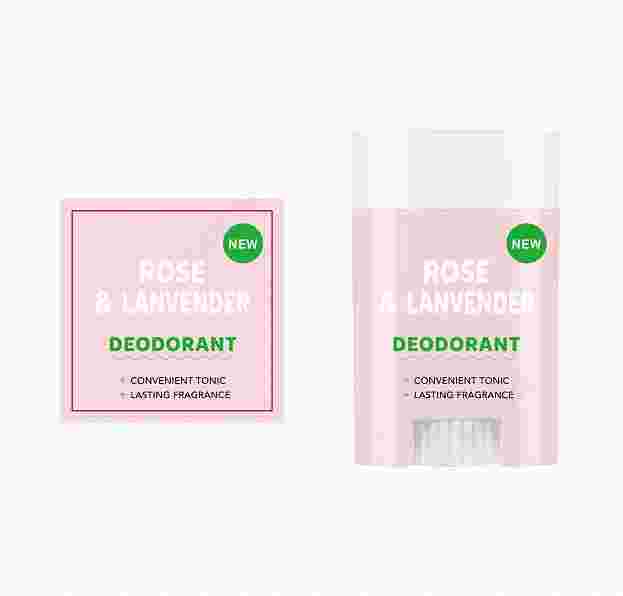 NEW
ROSE
& LANVENDER
DEODORANT
+ CONVENIENT TONIC
+ LASTING FRAGRANCE
NEW
ROSE
& LANVENDER
DEODORANT
+ CONVENIENT TONIC
+ LASTING FRAGRANCE